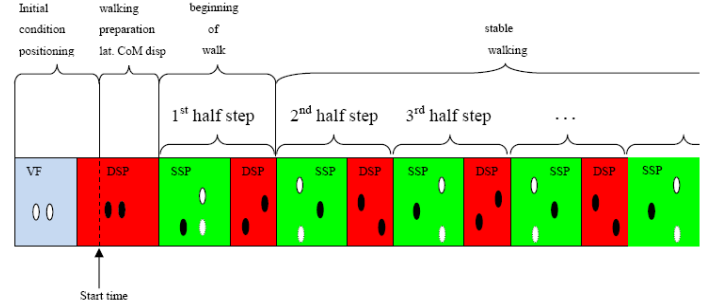 Initial
condition
positioning
walking
preparation
lat. CoM disp
beginning
of
walk
stable
walking
1st half step
2nd half step
3rd half step
. . .
VF
DSP
SSP
DSP
SSP
DSP
SSP
DSP
SSP
DSP
SSP
Start time